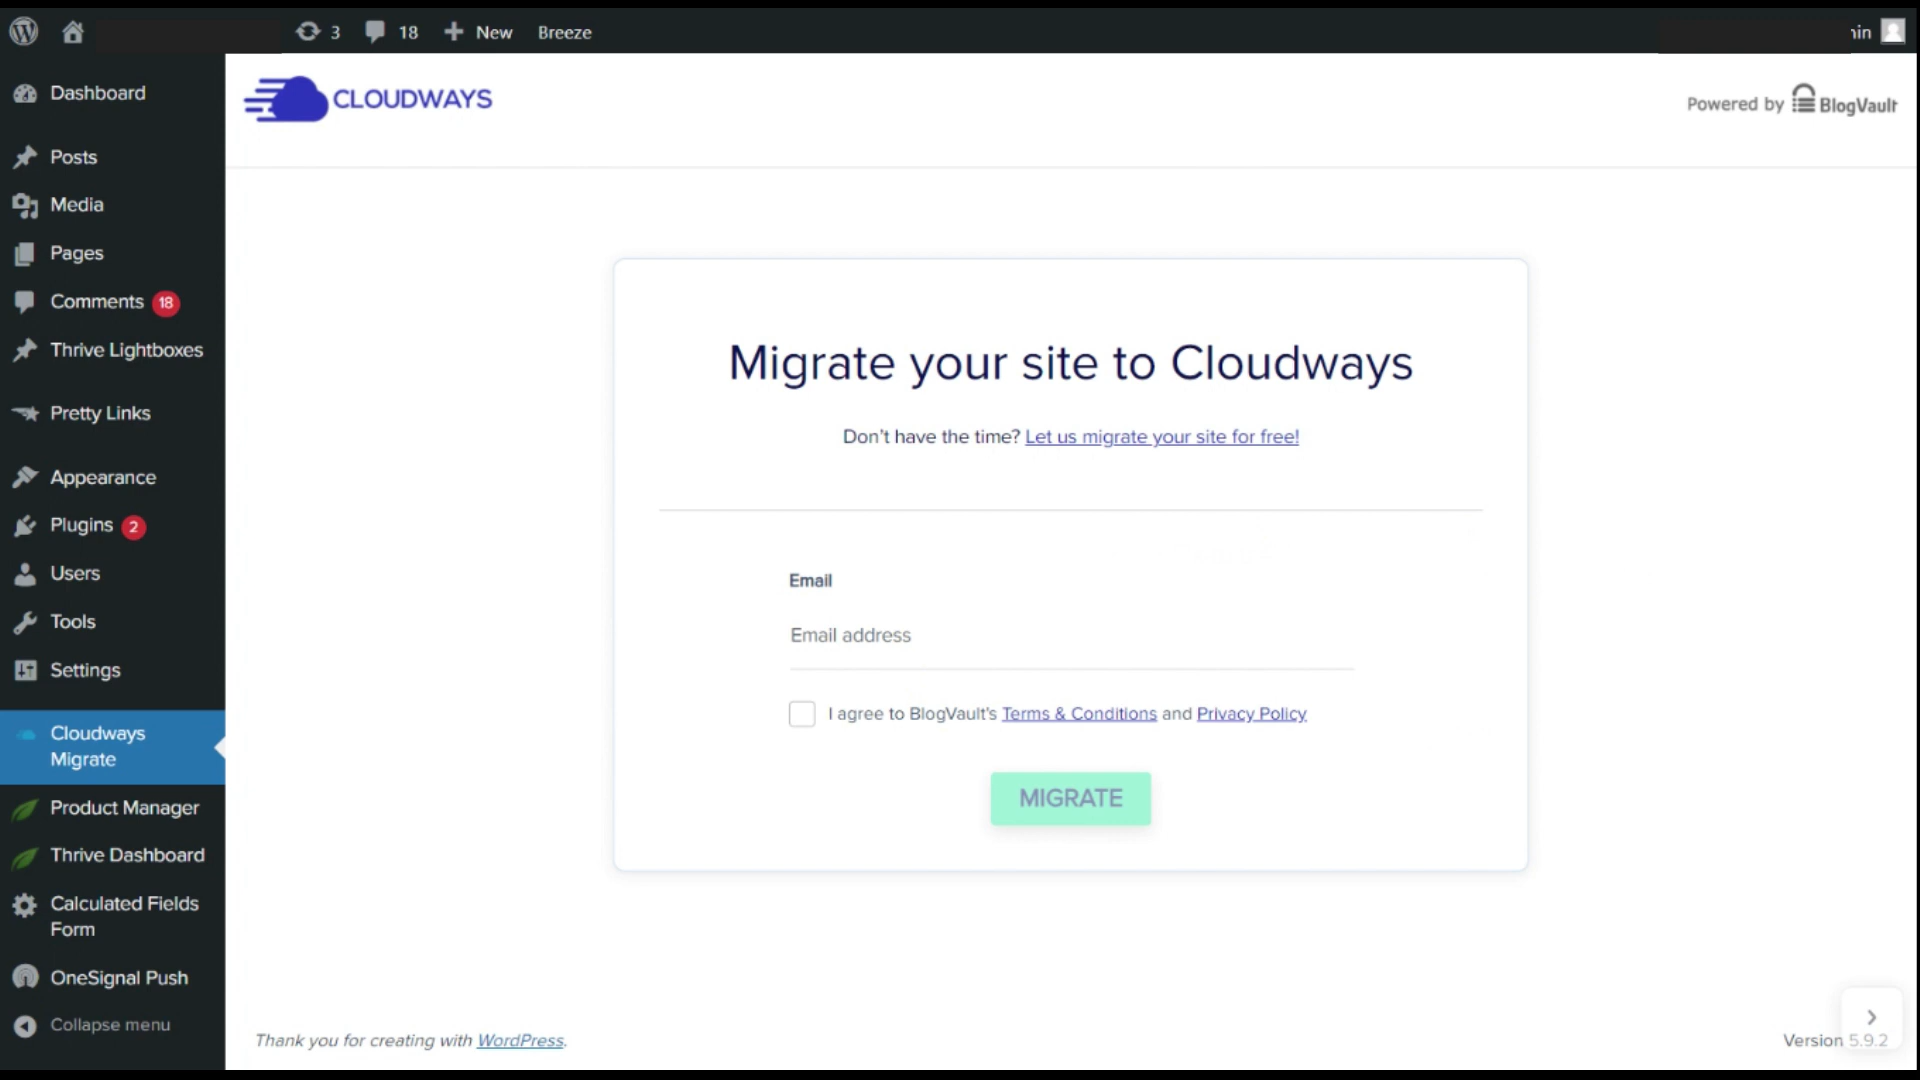 3 18 New Breeze
Dashboard
Posts
Media
Pages
Comments 18
Thrive Lightboxes
Pretty Links
Appearance
Plugins 2
Users
Tools
Settings
Cloudways
Migrate
Product Manager
Thrive Dashboard
Calculated Fields
Form
OneSignal Push
Collapse menu
CLOUDWAYS
Powered by BlogVault
Migrate your site to Cloudways
Don't have the time? Let us migrate your site for free!
Email
Email address
I agree to BlogVault's Terms & Conditions and Privacy Policy
MIGRATE
Thank you for creating with WordPress.
Version 5.9.2